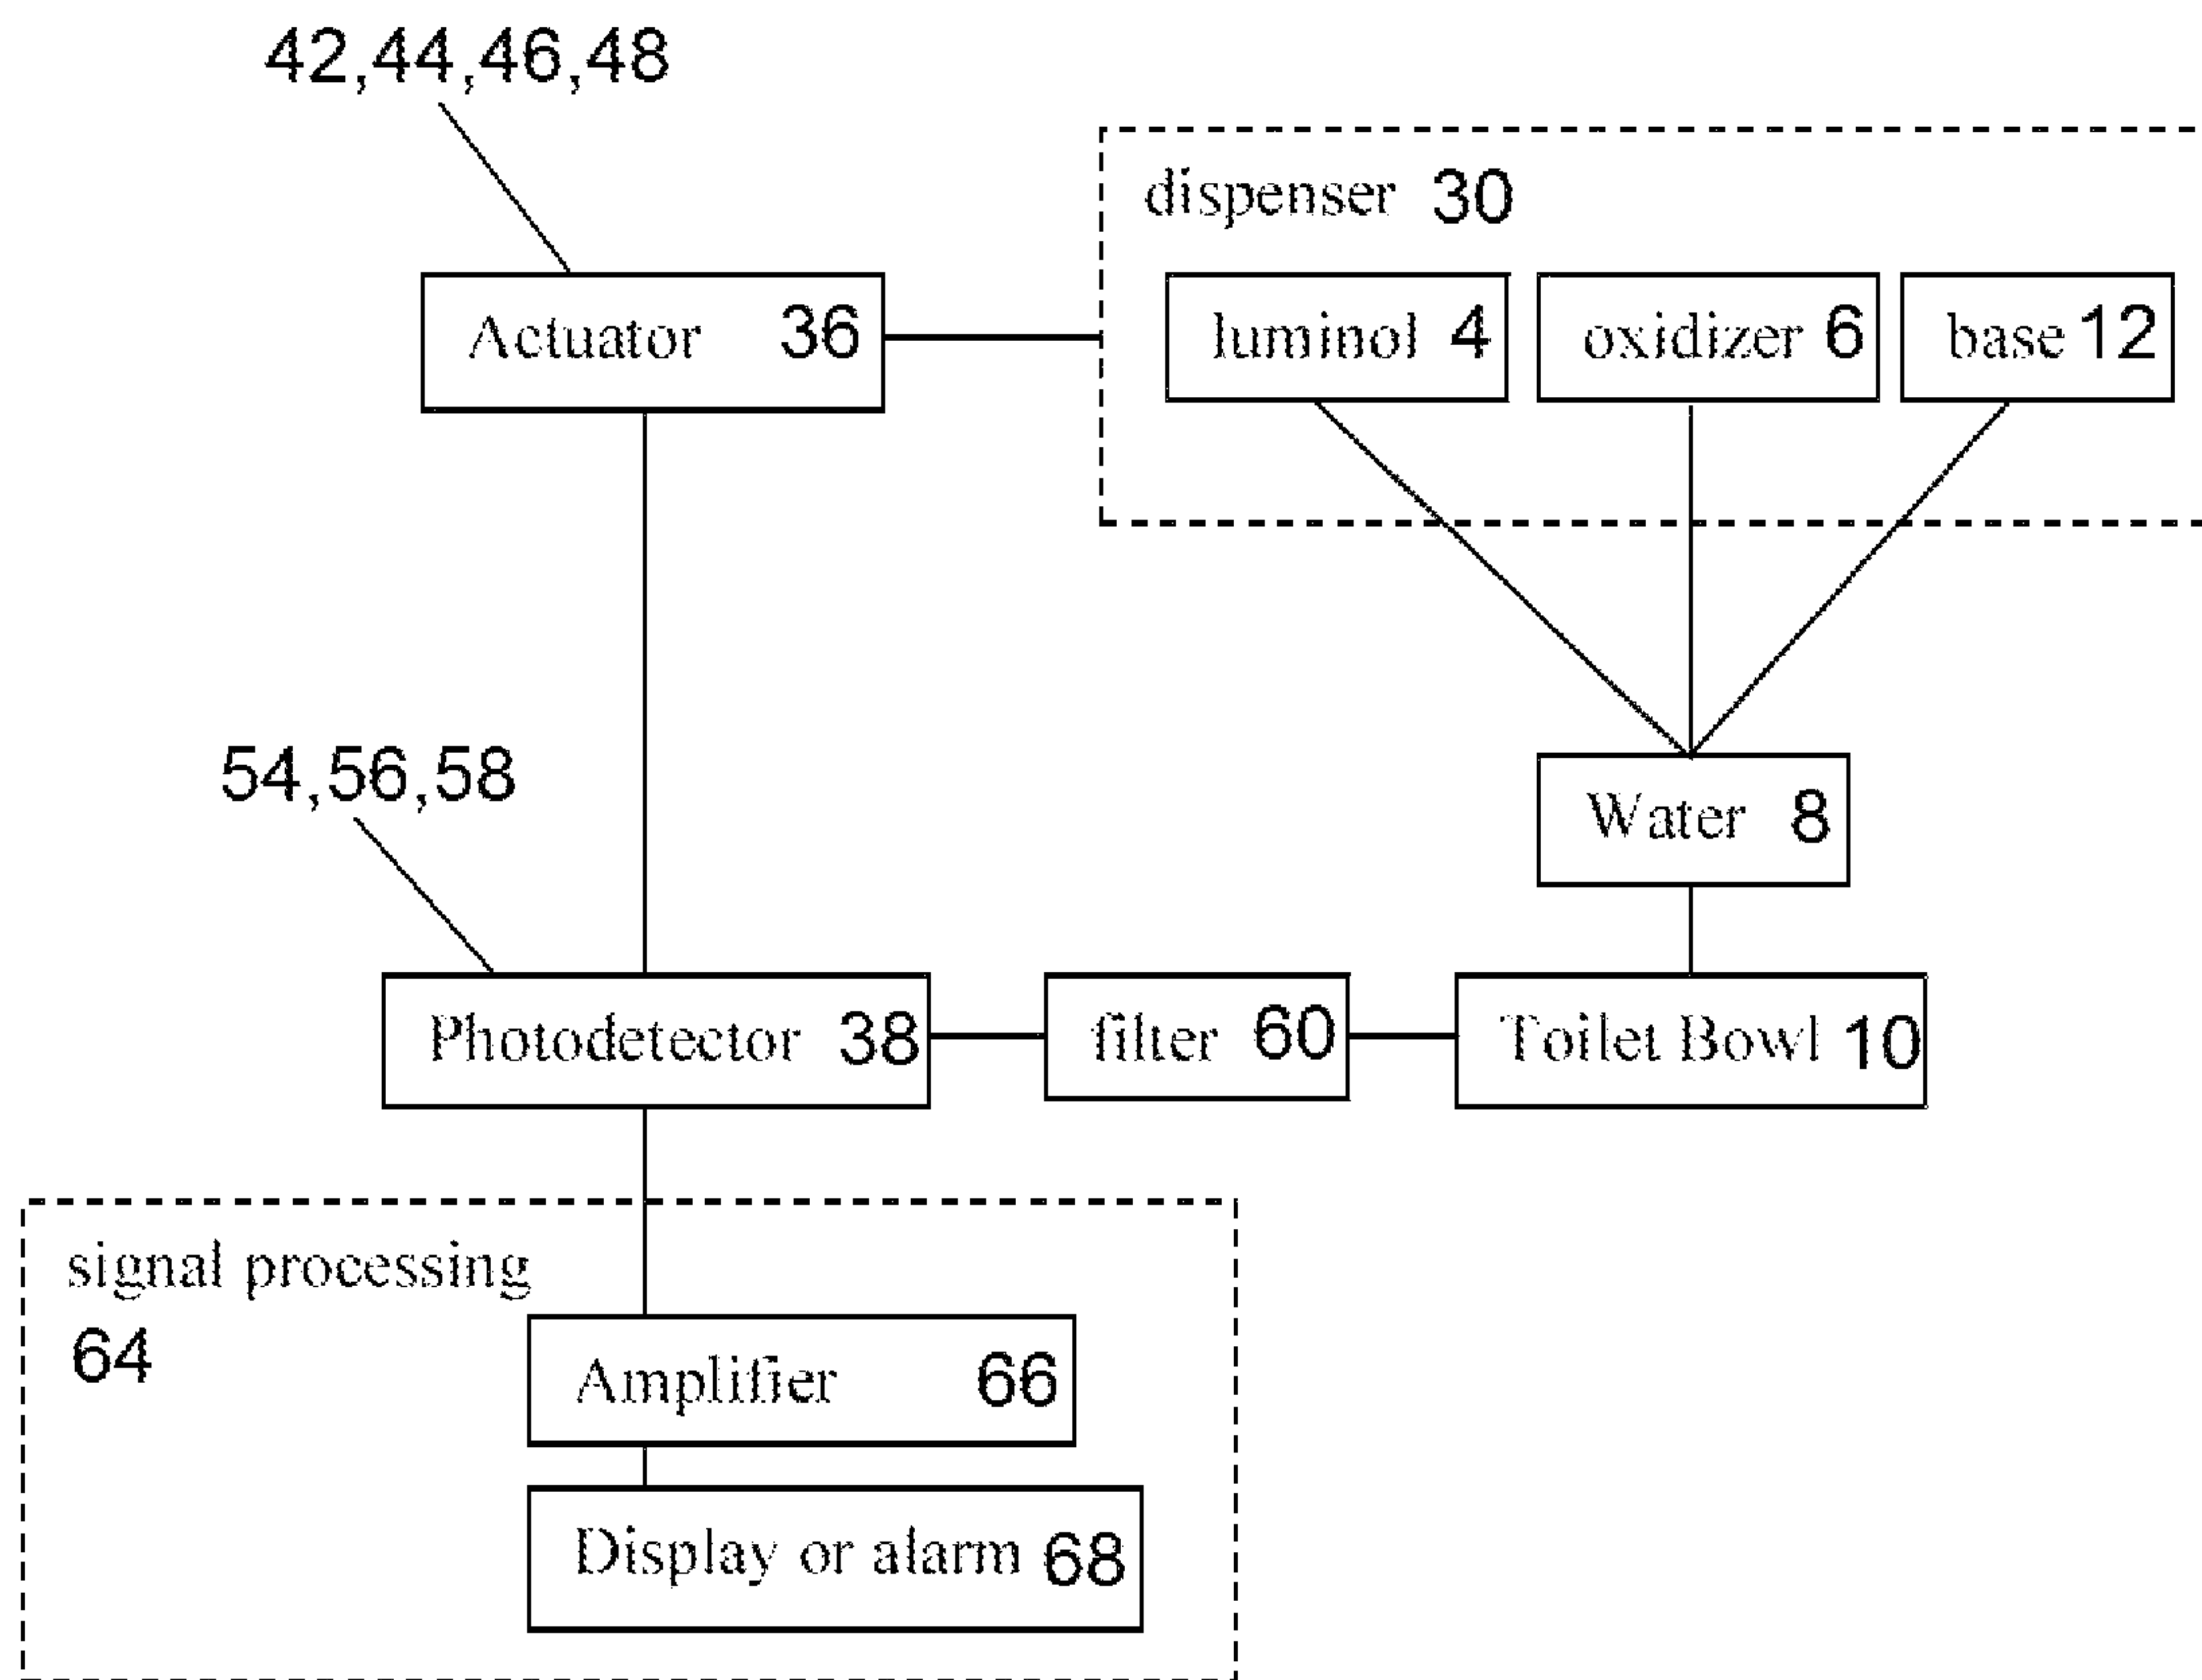 42,44,46,48
dispenser 30
Actuator 36
luminol 4
oxidizer 6
base 12
54,56,58
Water 8
Photodetector 38
filter 60
Toilet Bowl 10
signal processing
64
Amplifier 66
Display or alarm 68